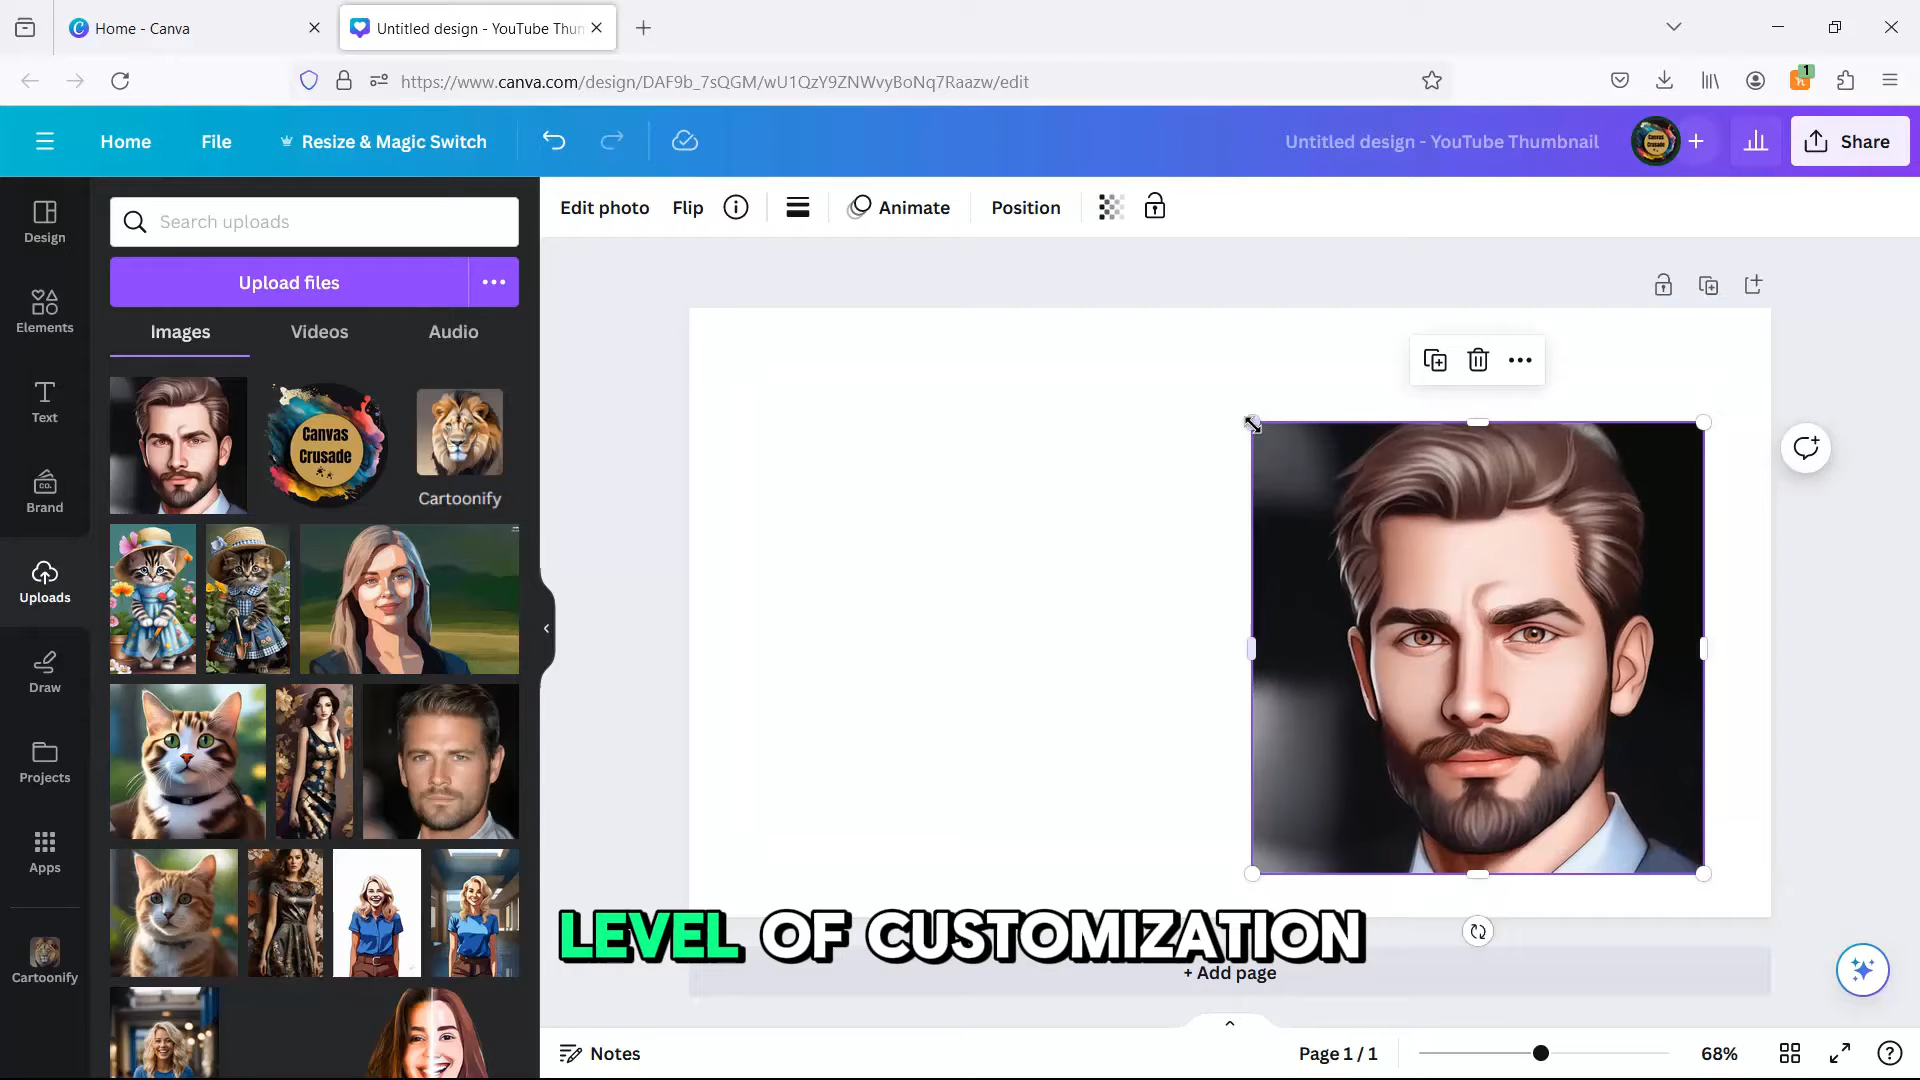 Home - Canva
Untitled design - YouTube Thun
https://www.canva.com/design/DAF9b_7sQGM/wU1QzY9ZNWvyBoNq7Raazw/edit
1
Home
File
Resize & Magic Switch
Untitled design - YouTube Thumbnail
Share
Design
Elements
Text
Brand
Uploads
Draw
Projects
Apps
Cartoonify
Search uploads
Upload files
Images
Videos
Audio
Canvas
Crusade
Cartoonify
Edit photo
Flip
Animate
Position
LEVEL OF CUSTOMIZATION
+ Add page
Notes
Page 1 / 1
68%